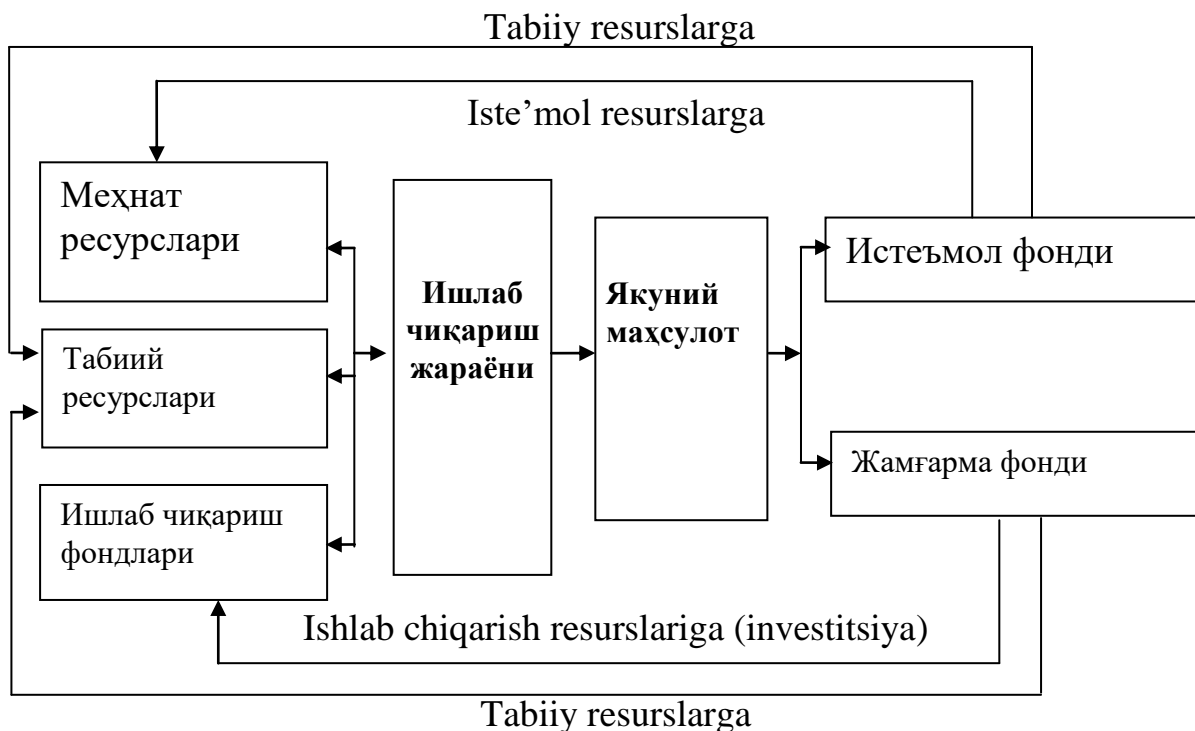 Tabiiy resurslarga
Iste’mol resurslarga
Меҳнат
ресурслари
Табиий
ресурслари
Ишлаб чиқариш
фондлари
Ишлаб
чиқариш
жараёни
Якуний
маҳсулот
Истеъмол фонди
Жамғарма фонди
Ishlab chiqarish resurslariga (investitsiya)
Tabiiy resurslarga